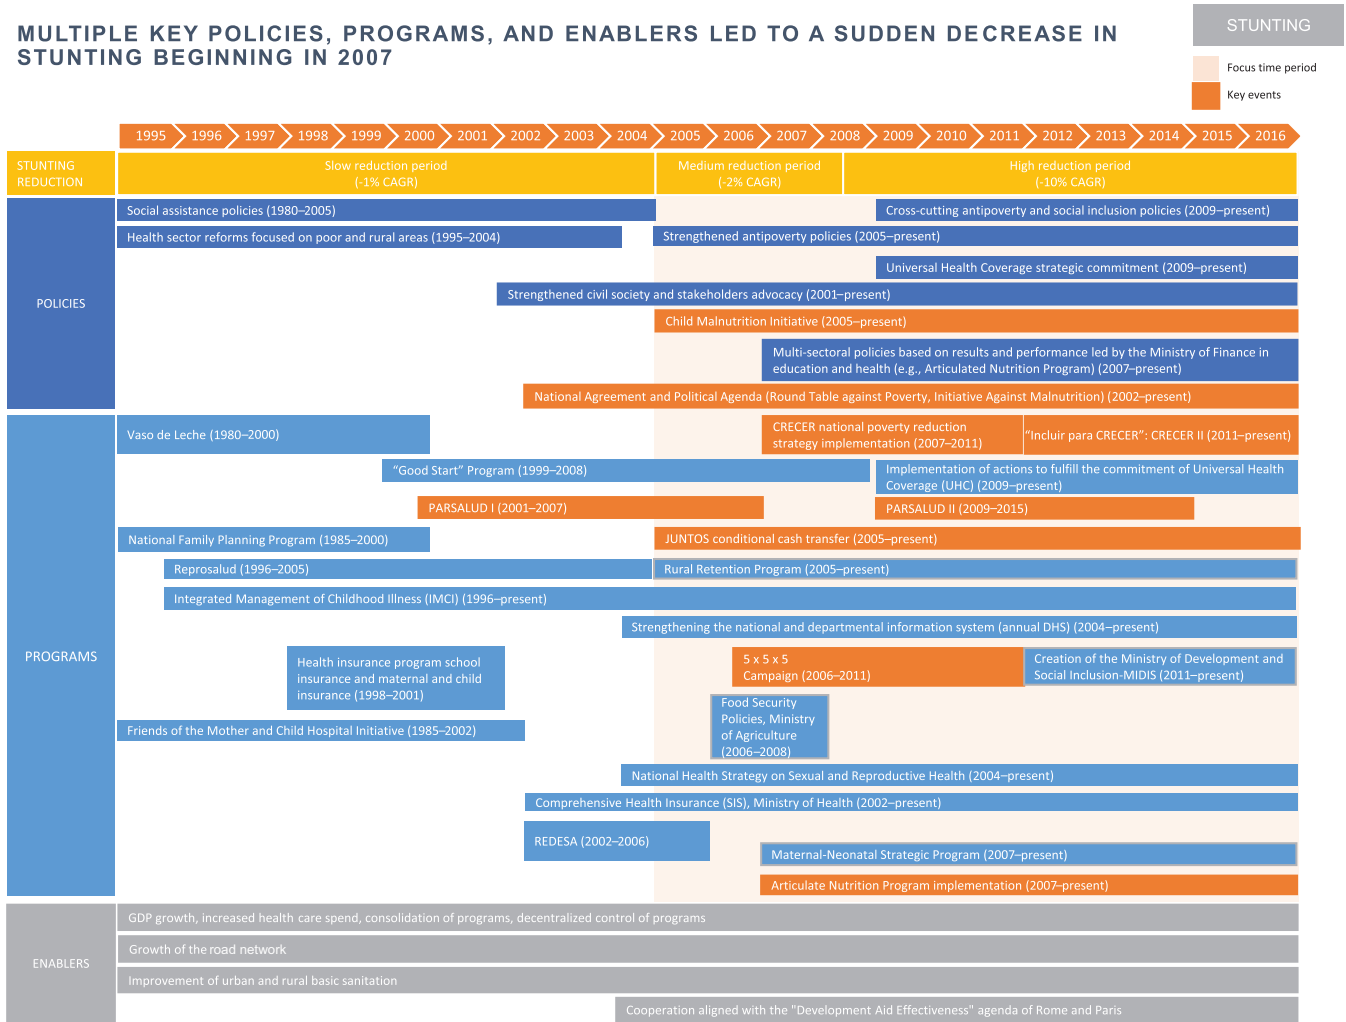 MULTIPLE KEY POLICIES, PROGRAMS, AND ENABLERS LED TO A SUDDEN DECREASE IN
STUNTING BEGINNING IN 2007
STUNTING
Focus time period
Key events
1995 1996 1997 1998 1999 2000 2001 2002 2003 2004 2005 2006 2007 2008 2009 2010 2011 2012 2013 2014 2015 2016
STUNTING
REDUCTION
Slow reduction period
(-1% CAGR)
Medium reduction period
(-2% CAGR)
High reduction period
(-10% CAGR)
POLICIES
Social assistance policies (1980–2005)
Cross-cutting antipoverty and social inclusion policies (2009–present)
Health sector reforms focused on poor and rural areas (1995–2004)
Strengthened antipoverty policies (2005–present)
Universal Health Coverage strategic commitment (2009–present)
Strengthened civil society and stakeholders advocacy (2001–present)
Child Malnutrition Initiative (2005–present)
Multi-sectoral policies based on results and performance led by the Ministry of Finance in
education and health (e.g., Articulated Nutrition Program) (2007–present)
National Agreement and Political Agenda (Round Table against Poverty, Initiative Against Malnutrition) (2002–present)
PROGRAMS
Vaso de Leche (1980–2000)
CRECER national poverty reduction
strategy implementation (2007–2011)
“Incluir para CRECER”: CRECER II (2011–present)
“Good Start” Program (1999–2008)
Implementation of actions to fulfill the commitment of Universal Health
Coverage (UHC) (2009–present)
PARSALUD I (2001–2007)
PARSALUD II (2009–2015)
National Family Planning Program (1985–2000)
JUNTOS conditional cash transfer (2005–present)
Reprosalud (1996–2005)
Rural Retention Program (2005–present)
Integrated Management of Childhood Illness (IMCI) (1996–present)
Strengthening the national and departmental information system (annual DHS) (2004–present)
Health insurance program school
insurance and maternal and child
insurance (1998–2001)
5 x 5 x 5
Campaign (2006–2011)
Creation of the Ministry of Development and
Social Inclusion-MIDIS (2011–present)
Food Security
Policies, Ministry
of Agriculture
(2006–2008)
Friends of the Mother and Child Hospital Initiative (1985–2002)
National Health Strategy on Sexual and Reproductive Health (2004–present)
Comprehensive Health Insurance (SIS), Ministry of Health (2002–present)
REDESA (2002–2006)
Maternal-Neonatal Strategic Program (2007–present)
Articulate Nutrition Program implementation (2007–present)
ENABLERS
GDP growth, increased health care spend, consolidation of programs, decentralized control of programs
Growth of the road network
Improvement of urban and rural basic sanitation
Cooperation aligned with the "Development Aid Effectiveness" agenda of Rome and Paris